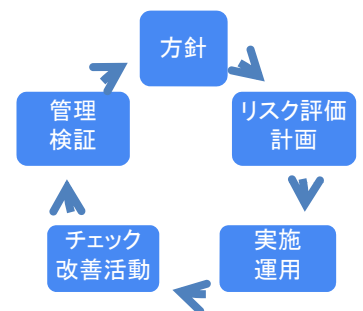 方針
リスク評価
計画
実施
運用
チェック
改善活動
管理
検証